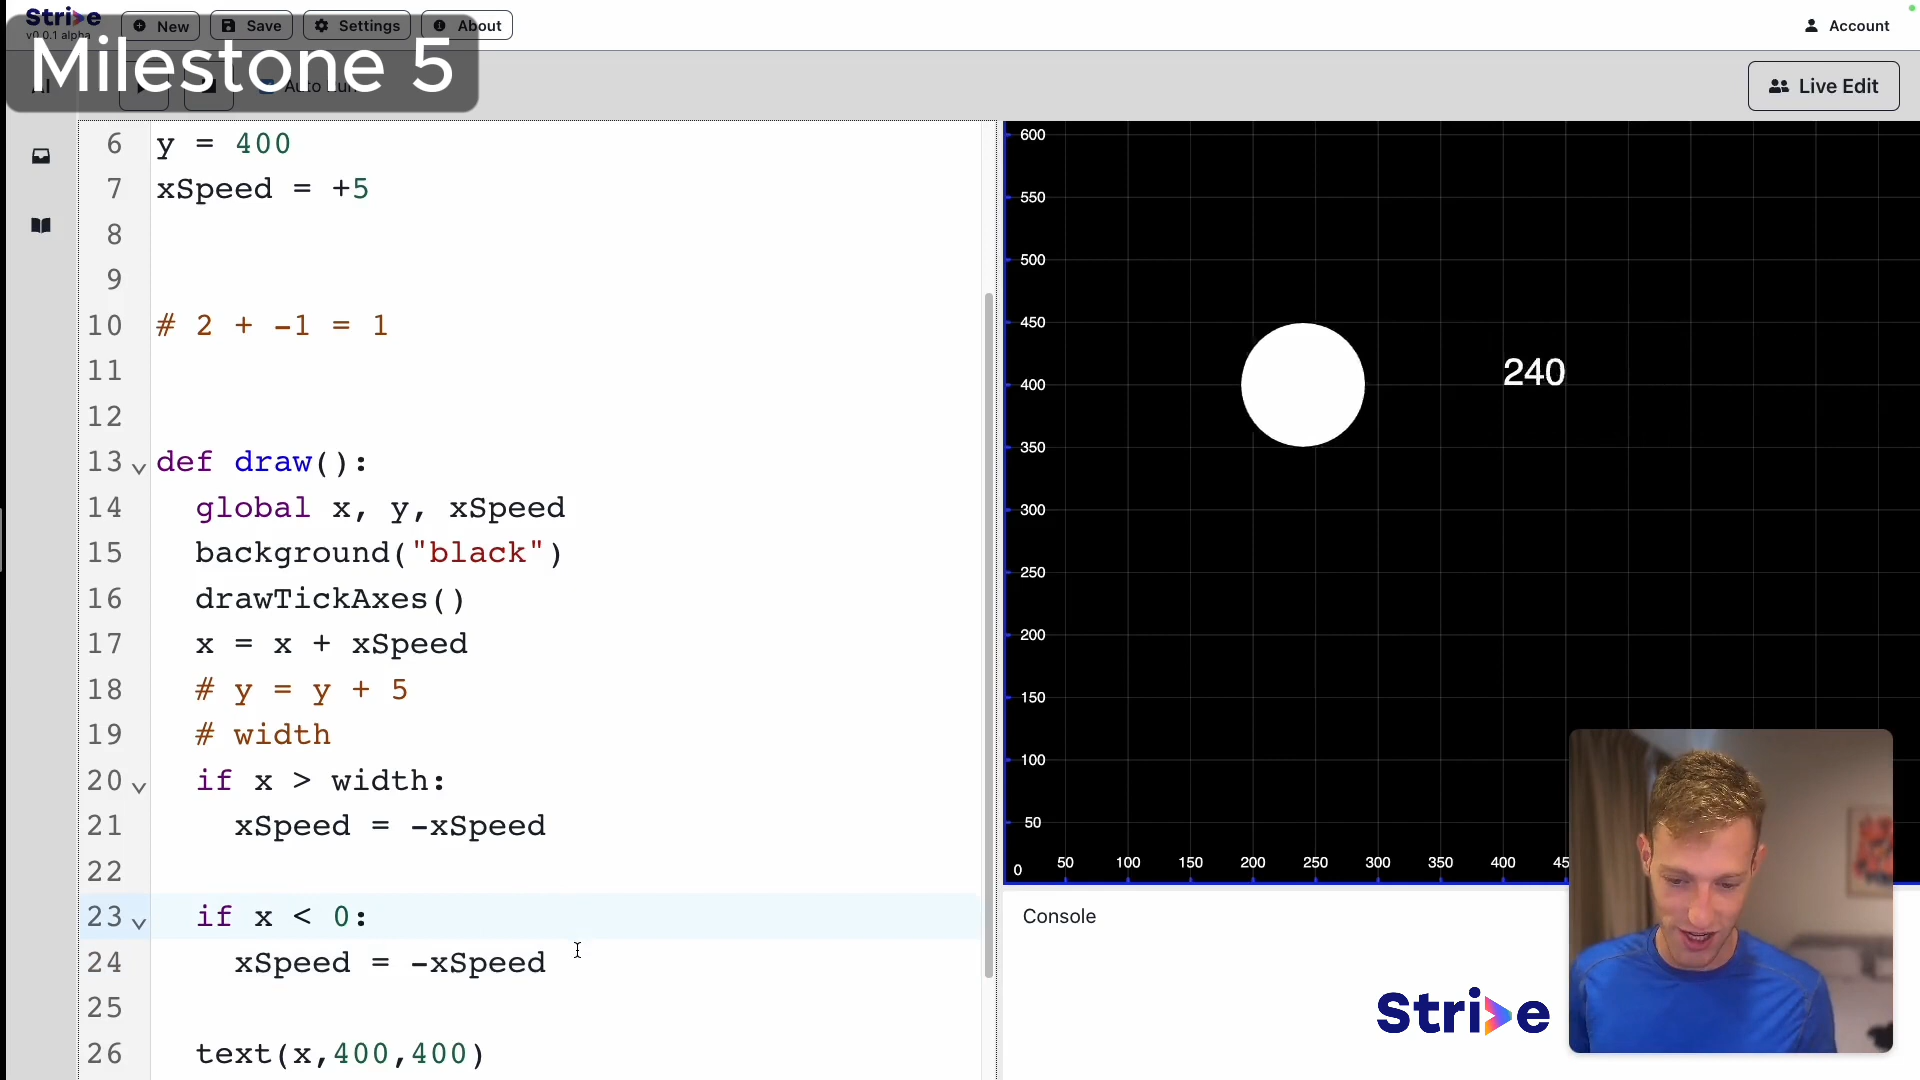 Strive
v0.0.1 alpha
New
Save
Settings
About
Account
Milestone 5
Auto Run
Live Edit
6 y = 400
7 xSpeed = +5
8
9
10 # 2 + -1 = 1
11
12
13 def draw():
14 global x, y, xSpeed
15 background("black")
16 drawTickAxes()
17 x = x + xSpeed
18 # y = y + 5
19 # width
20 if x > width:
21 xSpeed = -xSpeed
22
23 if x < 0:
24 xSpeed = -xSpeed
25
26 text(x,400,400)
600
550
500
450
240
400
350
300
250
200
150
100
50
0 50 100 150 200 250 300 350 400 45
Console
Strive